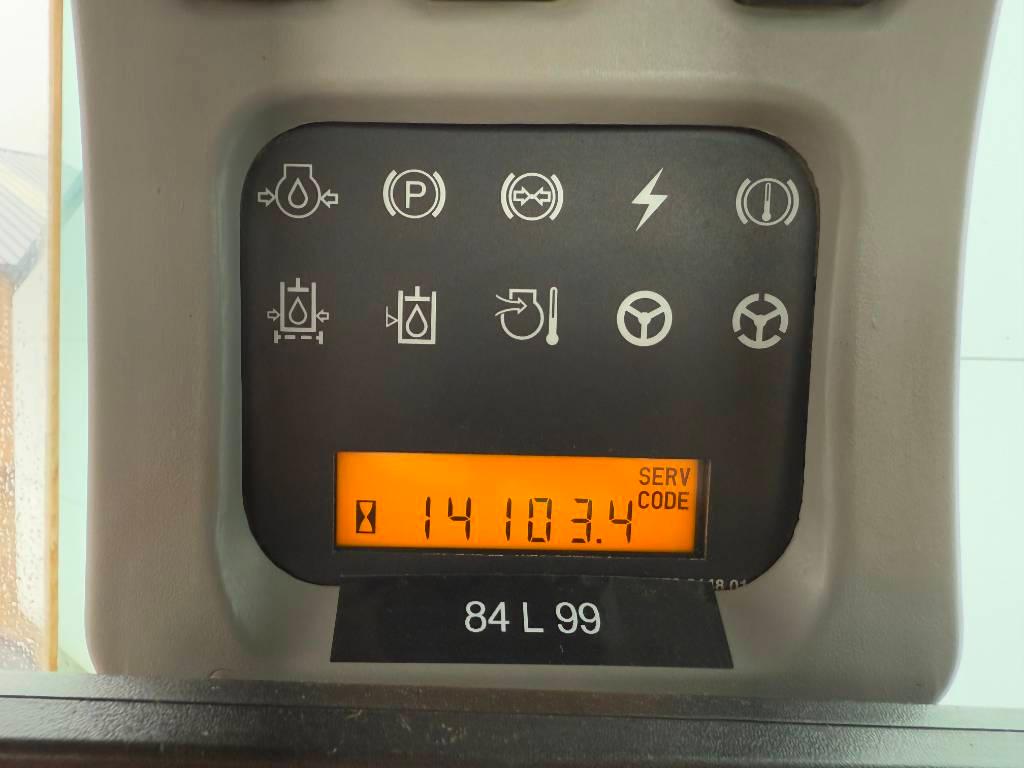 P
SERV
CODE
14103.4
84 L 99